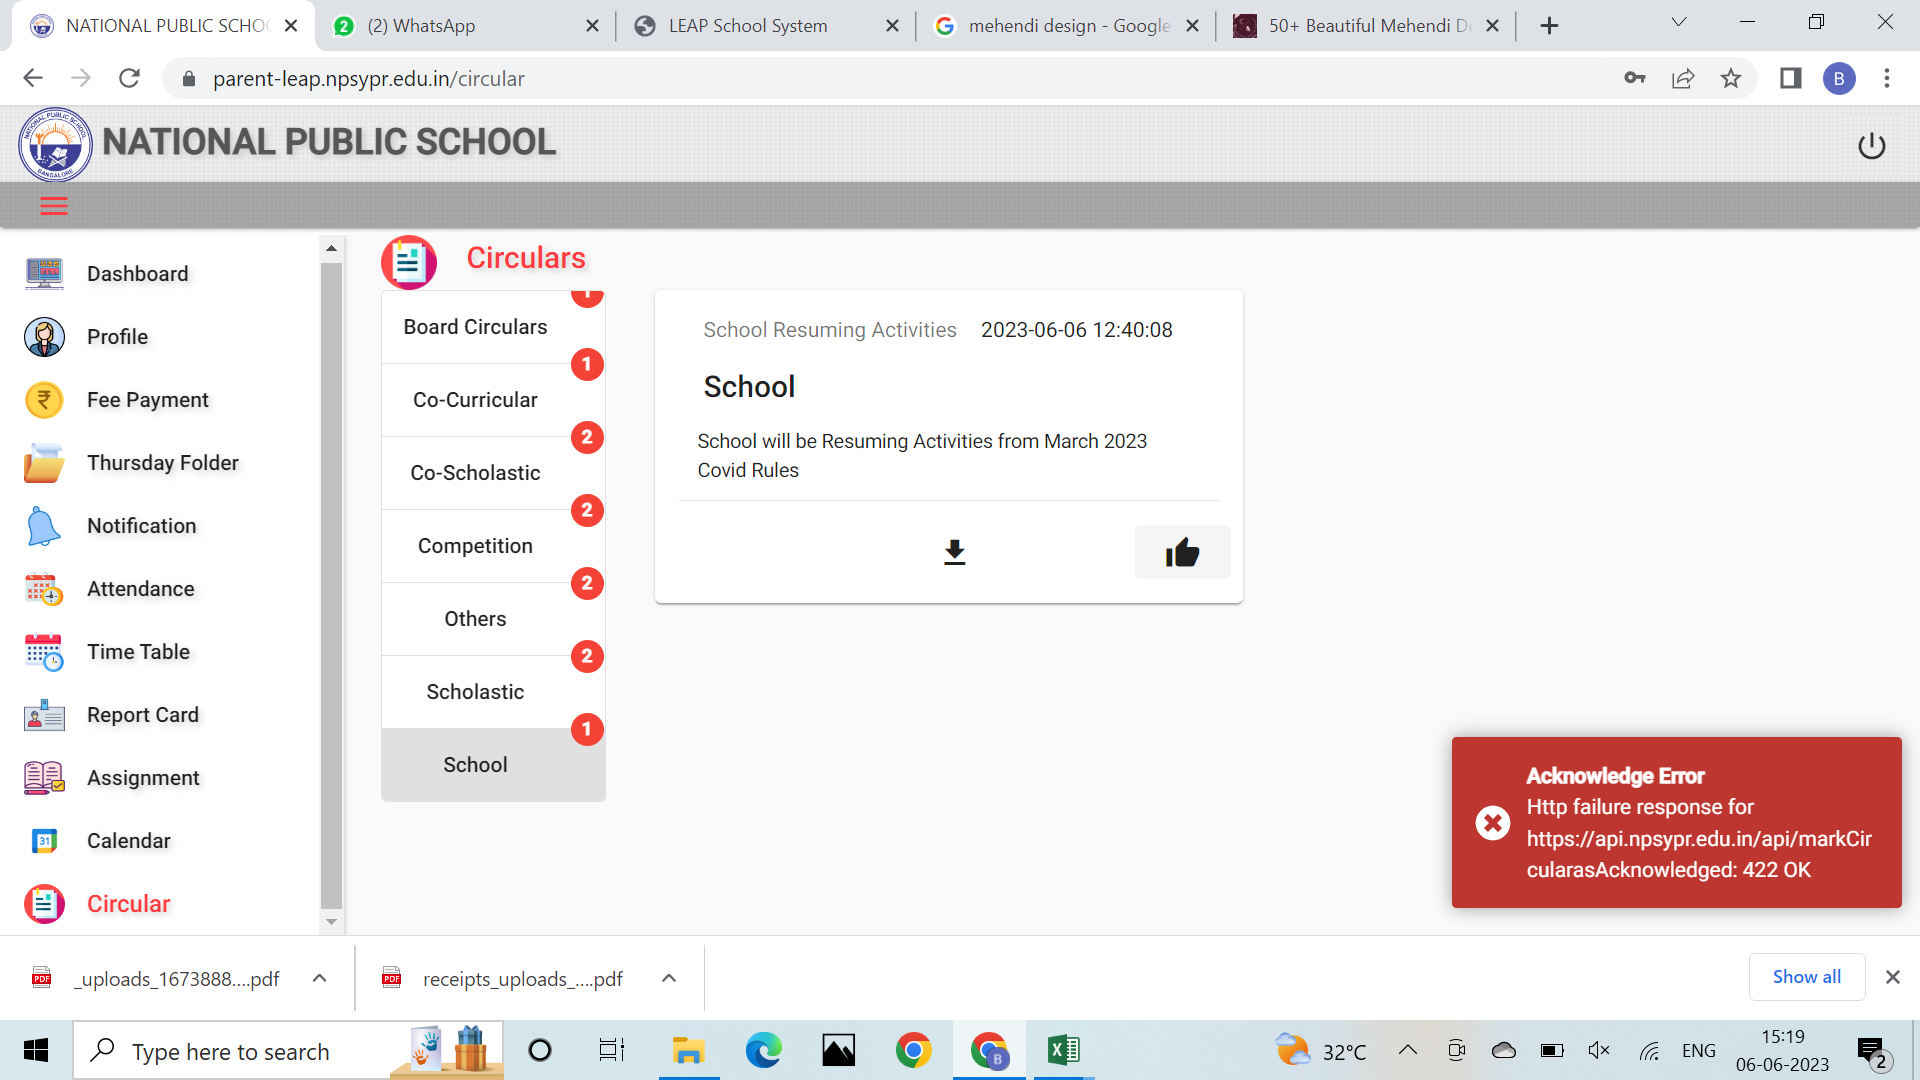 NATIONAL PUBLIC SCHOO
(2) WhatsApp
LEAP School System
mehendi design - Google
50+ Beautiful Mehendi De
parent-leap.npsypr.edu.in/circular
B
NATIONAL PUBLIC SCHOOL
Dashboard
Profile
Fee Payment
Thursday Folder
Notification
Attendance
Time Table
Report Card
Assignment
Calendar
Circular
Circulars
1
Board Circulars
1
Co-Curricular
2
Co-Scholastic
2
Competition
2
Others
2
Scholastic
1
School
School Resuming Activities 2023-06-06 12:40:08
School
School will be Resuming Activities from March 2023
Covid Rules
Acknowledge Error
Http failure response for
https://api.npsypr.edu.in/api/markCir
cularasAcknowledged: 422 OK
_uploads_1673888....pdf
receipts_uploads_....pdf
Show all
Type here to search
32°C
ENG
15:19
06-06-2023
2